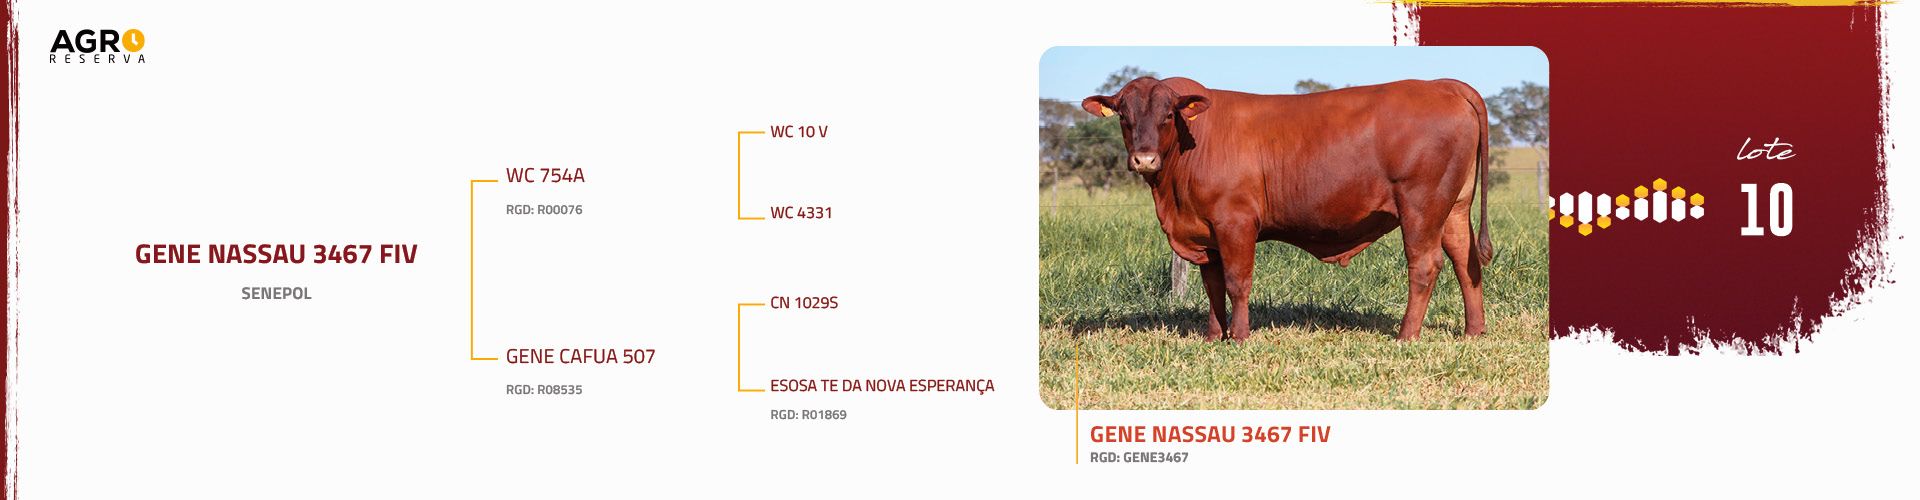 AGRO
RESERVA
GENE NASSAU 3467 FIV
SENEPOL
WC 754A
RGD: R00076
GENE CAFUA 507
RGD: R08535
WC 10 V
WC 4331
CN 1029S
ESOSA TE DA NOVA ESPERANÇA
RGD: R01869
GENE NASSAU 3467 FIV
RGD: GENE3467
lote
10